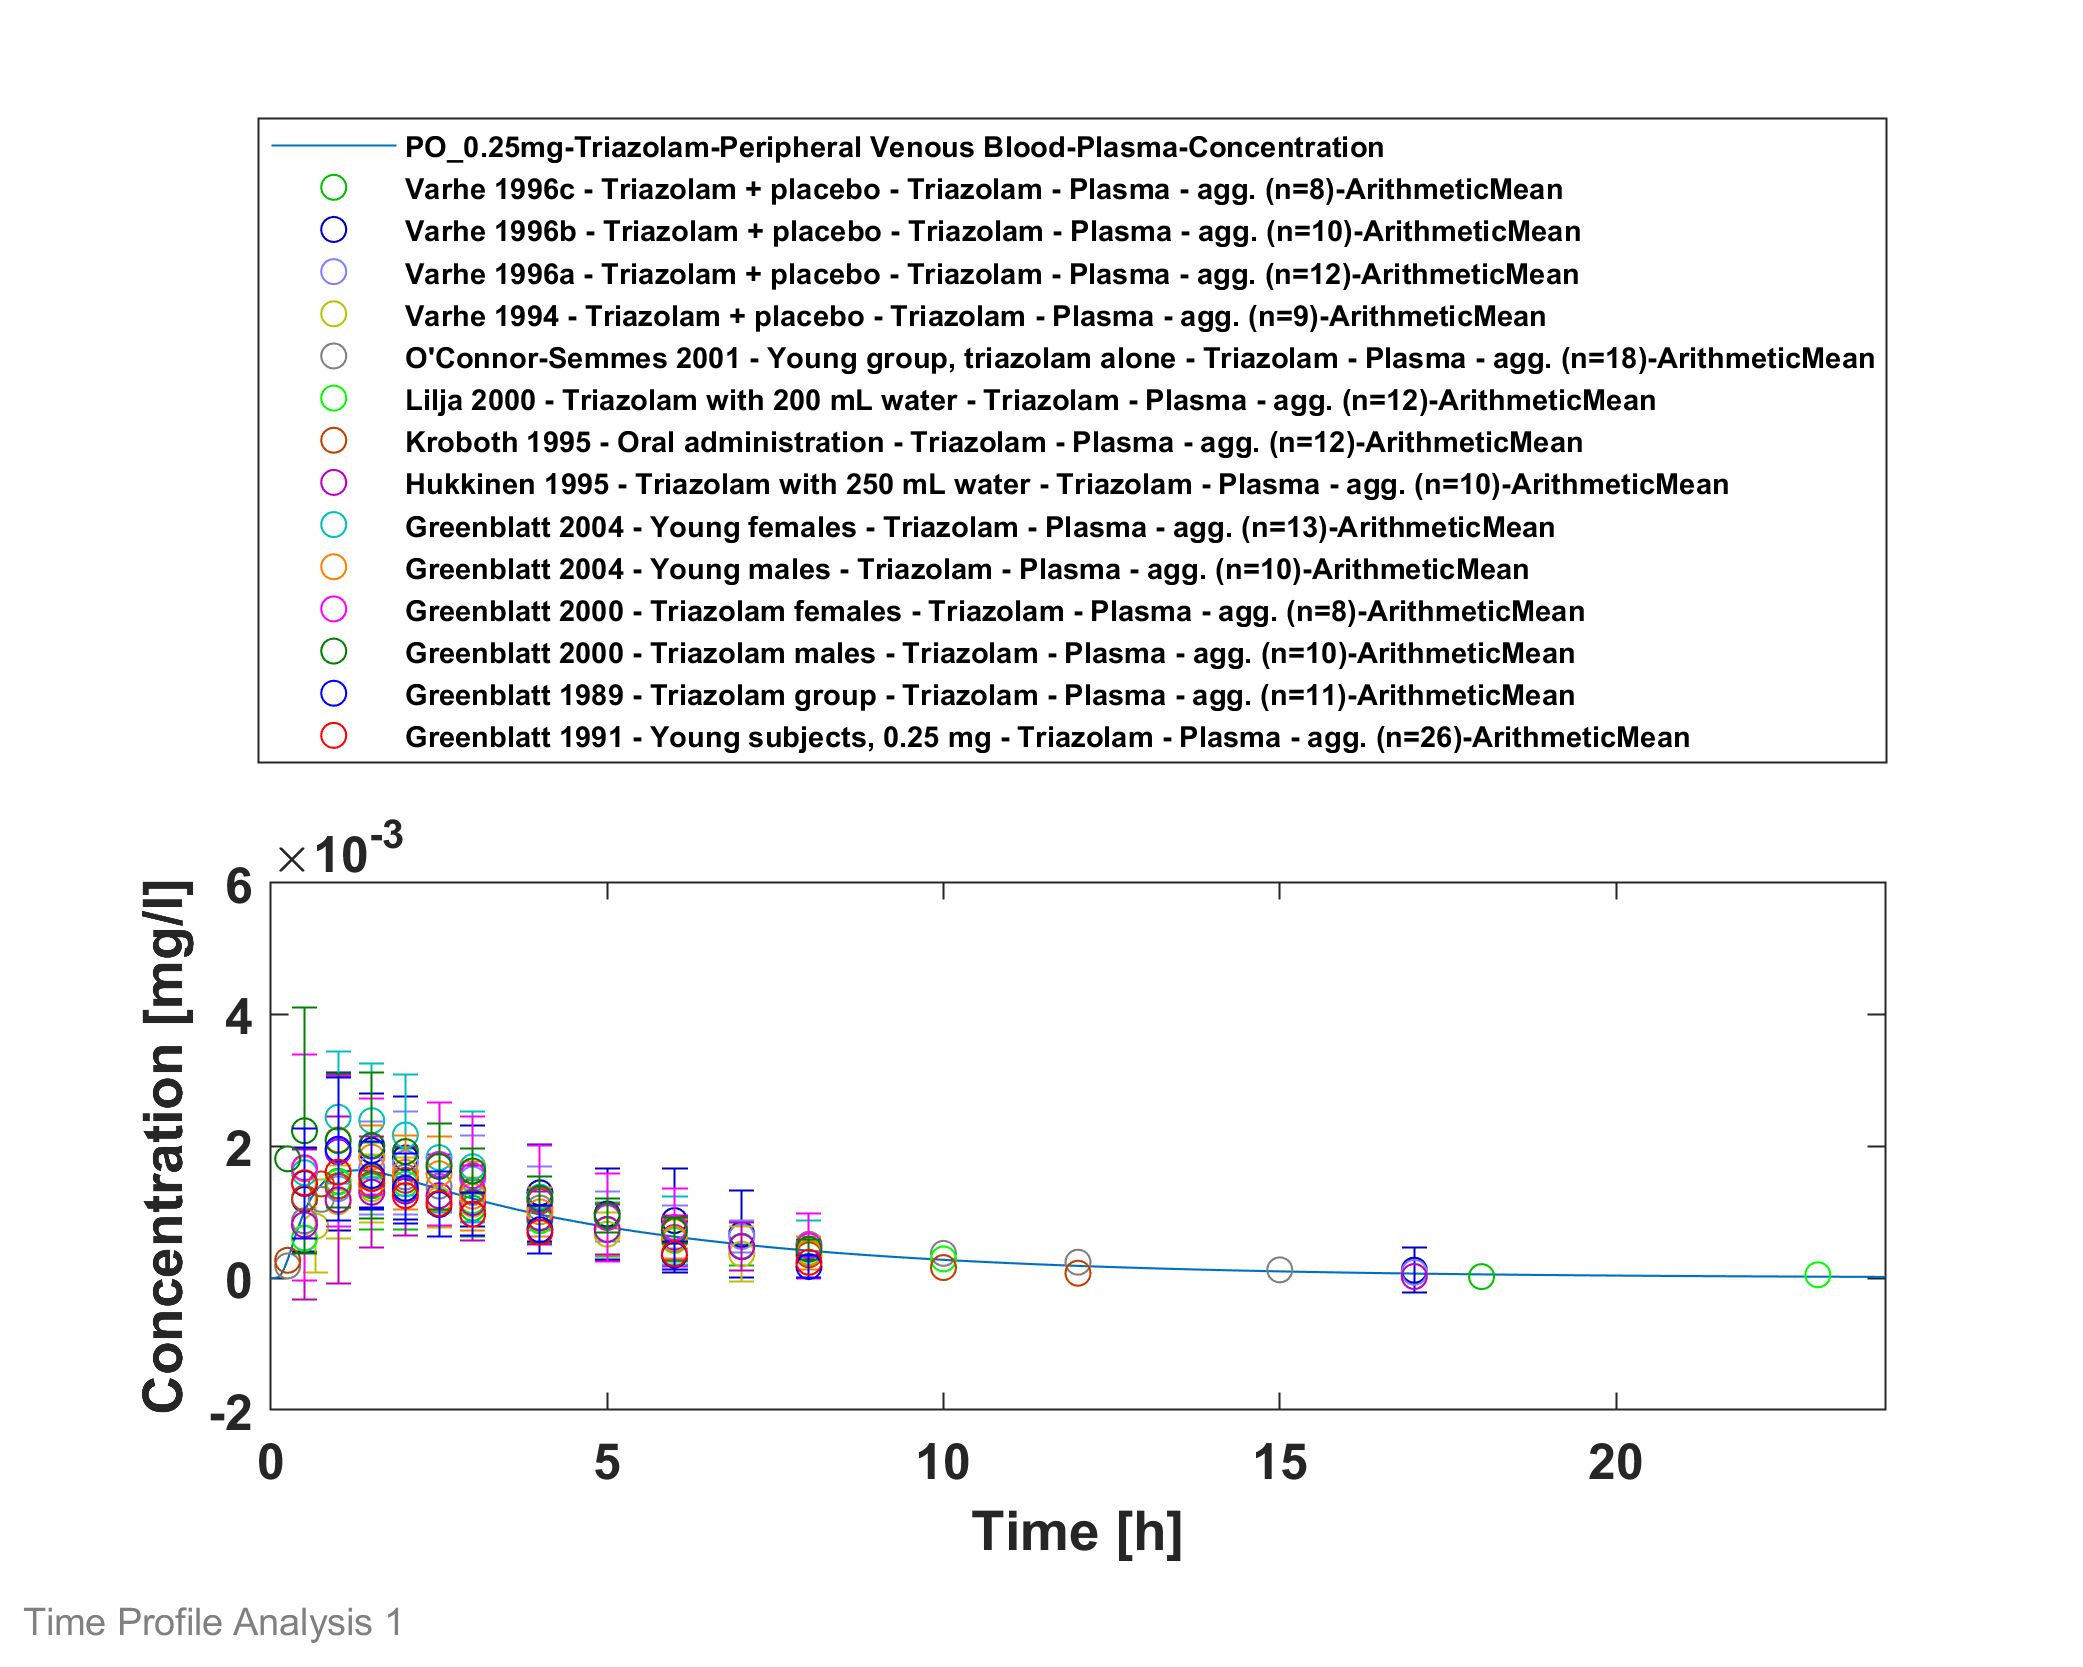 PO_0.25mg-Triazolam-Peripheral Venous Blood-Plasma-Concentration
Varhe 1996c - Triazolam + placebo - Triazolam - Plasma - agg. (n=8)-ArithmeticMean
Varhe 1996b - Triazolam + placebo - Triazolam - Plasma - agg. (n=10)-ArithmeticMean
Varhe 1996a - Triazolam + placebo - Triazolam - Plasma - agg. (n=12)-ArithmeticMean
Varhe 1994 - Triazolam + placebo - Triazolam - Plasma - agg. (n=9)-ArithmeticMean
O'Connor-Semmes 2001 - Young group, triazolam alone - Triazolam - Plasma - agg. (n=18)-ArithmeticMean
Lilja 2000 - Triazolam with 200 mL water - Triazolam - Plasma - agg. (n=12)-ArithmeticMean
Kroboth 1995 - Oral administration - Triazolam - Plasma - agg. (n=12)-ArithmeticMean
Hukkinen 1995 - Triazolam with 250 mL water - Triazolam - Plasma - agg. (n=10)-ArithmeticMean
Greenblatt 2004 - Young females - Triazolam - Plasma - agg. (n=13)-ArithmeticMean
Greenblatt 2004 - Young males - Triazolam - Plasma - agg. (n=10)-ArithmeticMean
Greenblatt 2000 - Triazolam females - Triazolam - Plasma - agg. (n=8)-ArithmeticMean
Greenblatt 2000 - Triazolam males - Triazolam - Plasma - agg. (n=10)-ArithmeticMean
Greenblatt 1989 - Triazolam group - Triazolam - Plasma - agg. (n=11)-ArithmeticMean
Greenblatt 1991 - Young subjects, 0.25 mg - Triazolam - Plasma - agg. (n=26)-ArithmeticMean
×10-3
6
4
2
0
-2
Concentration [mg/l]
0 5 10 15 20
Time [h]
Time Profile Analysis 1